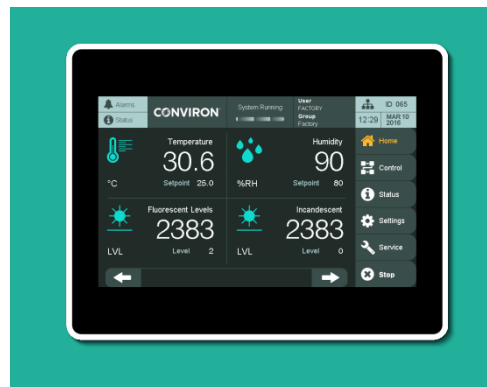 Alarms
Status
CONVIRON
System Running
User
FACTORY
Group
Factory
ID 065
12:29
MAR 10
2016
Temperature
30.6
°C
Setpoint 25.0
Humidity
90
%RH
Setpoint 80
Fluorescent Levels
2383
LVL
Level 2
Incandescent
2383
LVL
Level 0
Home
Control
Status
Settings
Service
Stop